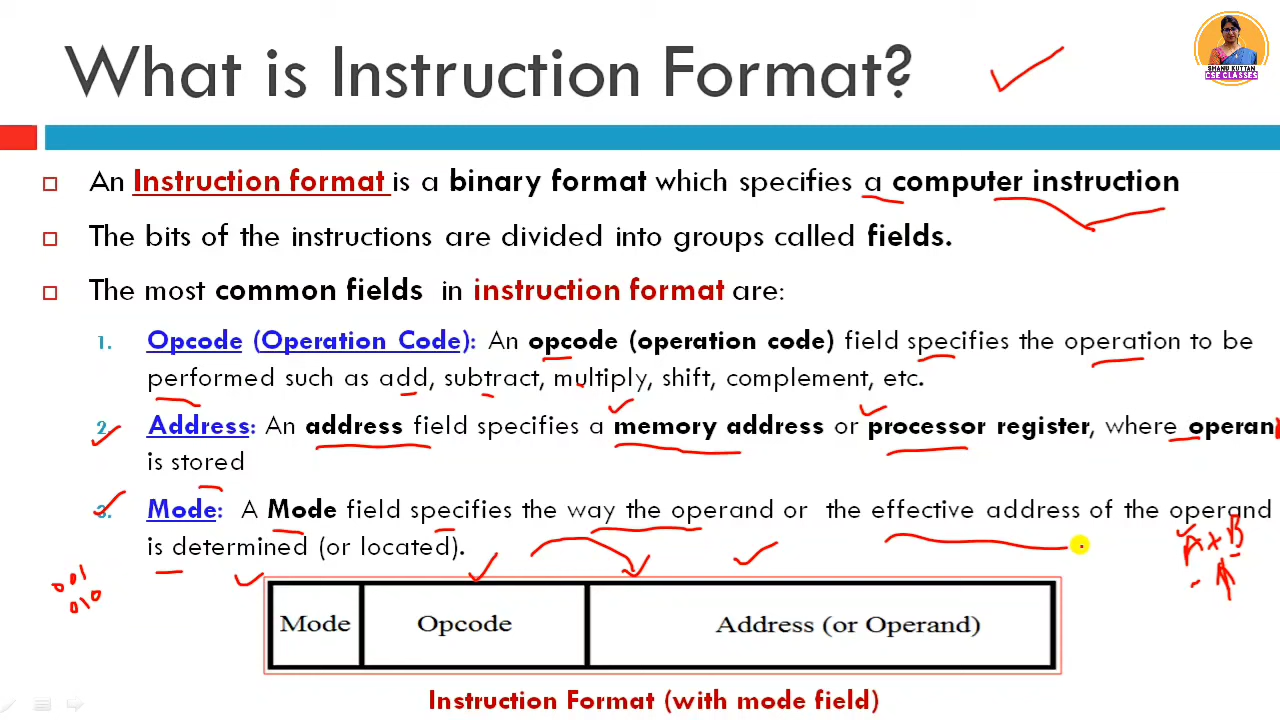 What is Instruction Format?
SHANU KUTTAN
CSE CLASSES
An Instruction format is a binary format which specifies a computer instruction
The bits of the instructions are divided into groups called fields.
The most common fields in instruction format are:
1. Opcode (Operation Code): An opcode (operation code) field specifies the operation to be
performed such as add, subtract, multiply, shift, complement, etc.
2. Address: An address field specifies a memory address or processor register, where operan
is stored
3. Mode: A Mode field specifies the way the operand or the effective address of the operand
is determined (or located).
A + B
001
010
Mode Opcode Address (or Operand)
Instruction Format (with mode field)